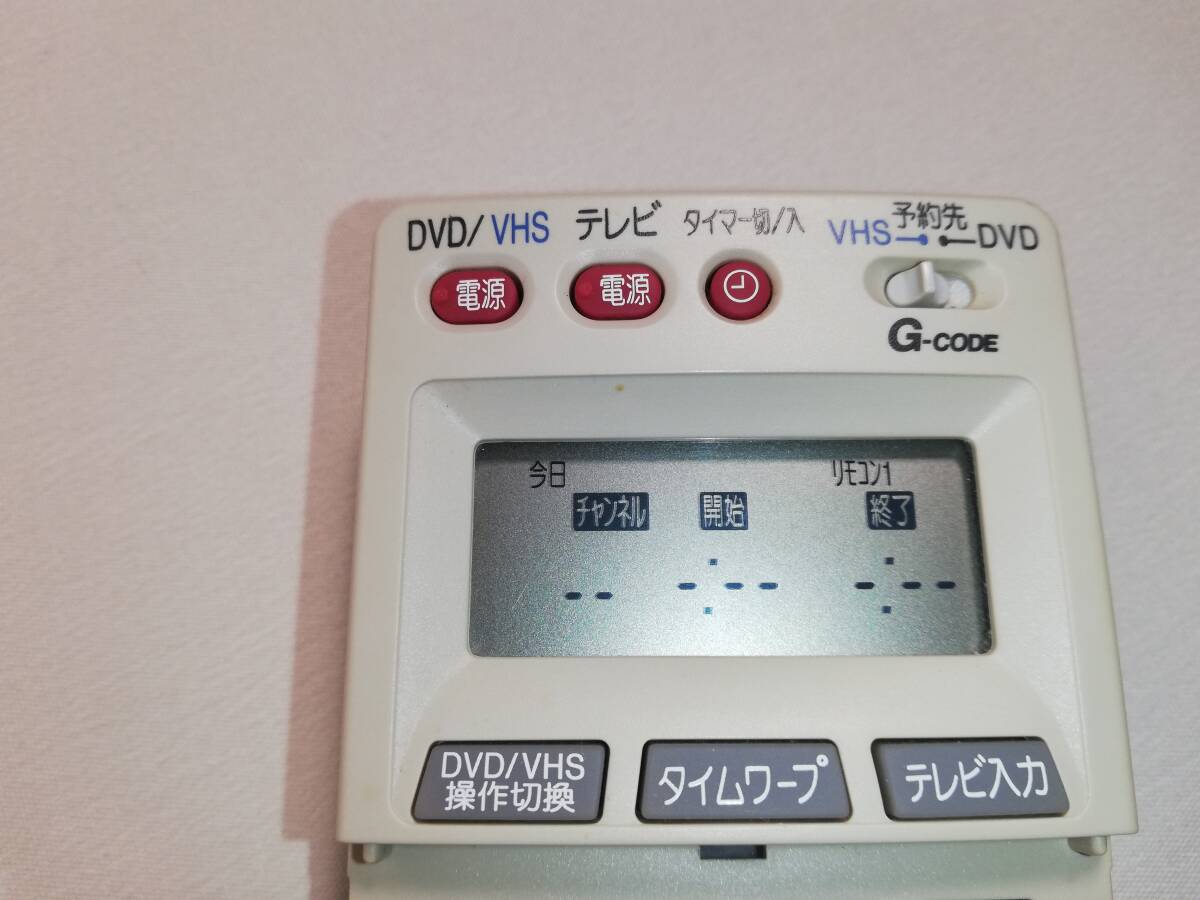 DVD/VHS テレビ タイマー切/入 予約先
VHS DVD
電源 電源
G-CODE
今日 リモコン1
チャンネル 開始 終了
-- -:-- -:--
DVD/VHS
操作切換
タイムワープ
テレビ入力